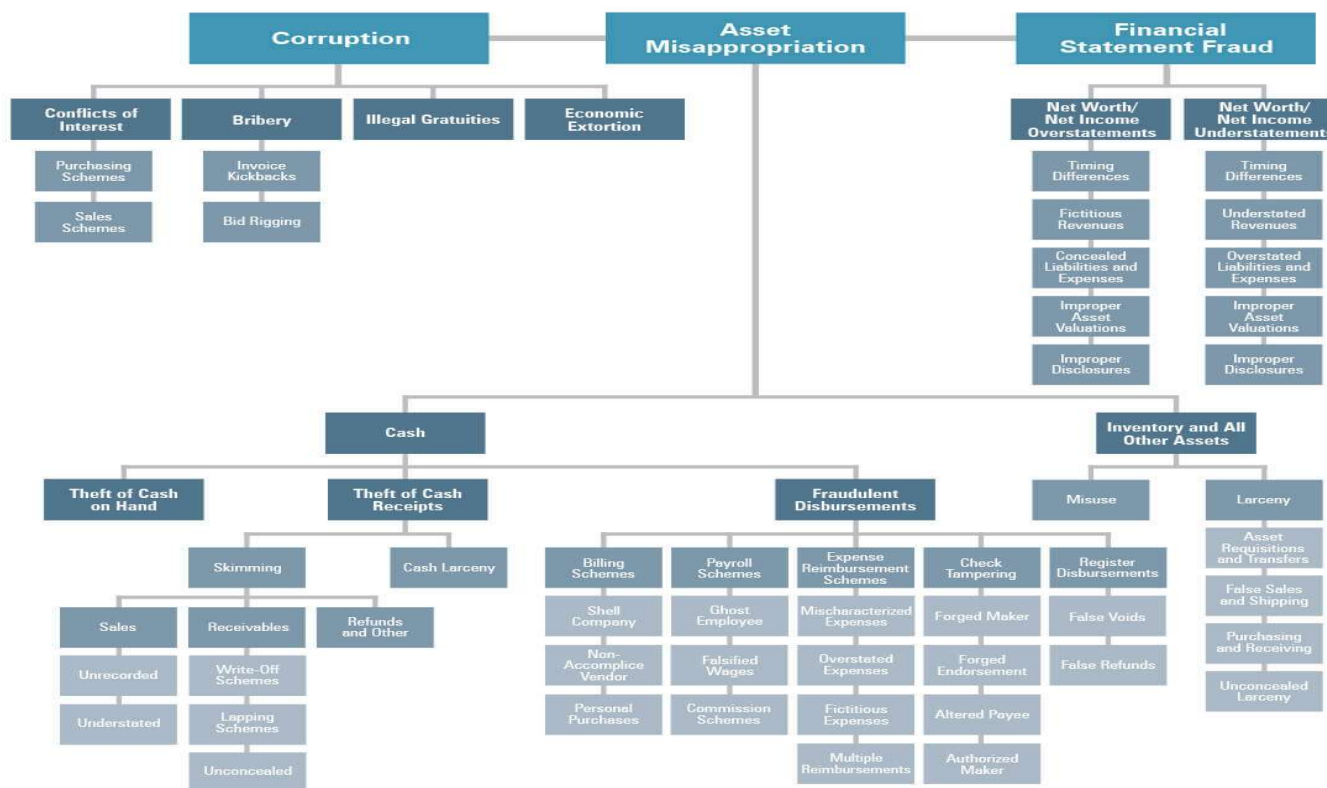 Corruption
Asset
Misappropriation
Financial
Statement Fraud
Conflicts of
Interest
Bribery
Illegal Gratuities
Economic
Extortion
Net Worth/
Net Income
Overstatements
Net Worth/
Net Income
Understatements
Purchasing
Schemes
Invoice
Kickbacks
Timing
Differences
Timing
Differences
Sales
Schemes
Bid Rigging
Fictitious
Revenues
Understated
Revenues
Concealed
Liabilities and
Expenses
Overstated
Liabilities and
Expenses
Improper
Asset
Valuations
Improper
Asset
Valuations
Improper
Disclosures
Improper
Disclosures
Cash
Inventory and All
Other Assets
Theft of Cash
on Hand
Theft of Cash
Receipts
Fraudulent
Disbursements
Misuse
Larceny
Skimming
Cash Larceny
Billing
Schemes
Payroll
Schemes
Expense
Reimbursement
Schemes
Check
Tampering
Register
Disbursements
Asset
Requisitions
and Transfers
Sales
Receivables
Refunds
and Other
Shell
Company
Ghost
Employee
Mischaracterized
Expenses
Forged Maker
False Voids
False Sales
and Shipping
Unrecorded
Write-Off
Schemes
Non-
Accomplice
Vendor
Falsified
Wages
Overstated
Expenses
Forged
Endorsement
False Refunds
Purchasing
and Receiving
Understated
Lapping
Schemes
Personal
Purchases
Commission
Schemes
Fictitious
Expenses
Altered Payee
Unconcealed
Larceny
Unconcealed
Multiple
Reimbursements
Authorized
Maker